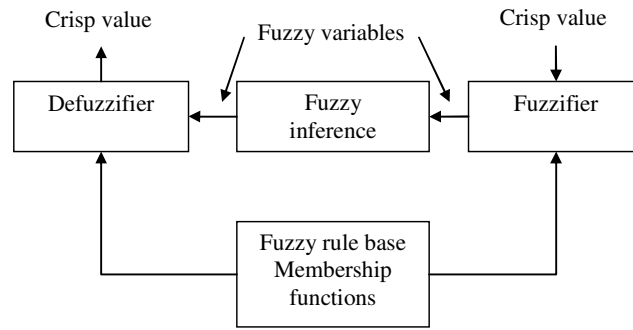 Crisp value
Fuzzy variables
Crisp value
Defuzzifier
Fuzzy
inference
Fuzzifier
Fuzzy rule base
Membership
functions